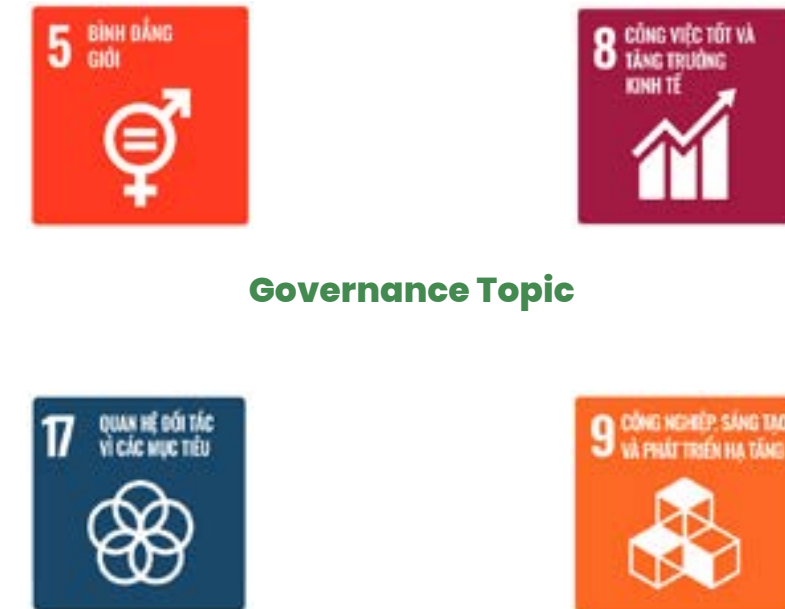 5
BÌNH ĐẲNG
GIỚI
8
CÔNG VIỆC TỐT VÀ
TĂNG TRƯỞNG
KINH TẾ
Governance Topic
17
QUAN HỆ ĐỐI TÁC
VÌ CÁC MỤC TIÊU
9
CÔNG NGHIỆP, SÁNG TẠO
VÀ PHÁT TRIỂN HẠ TẦNG